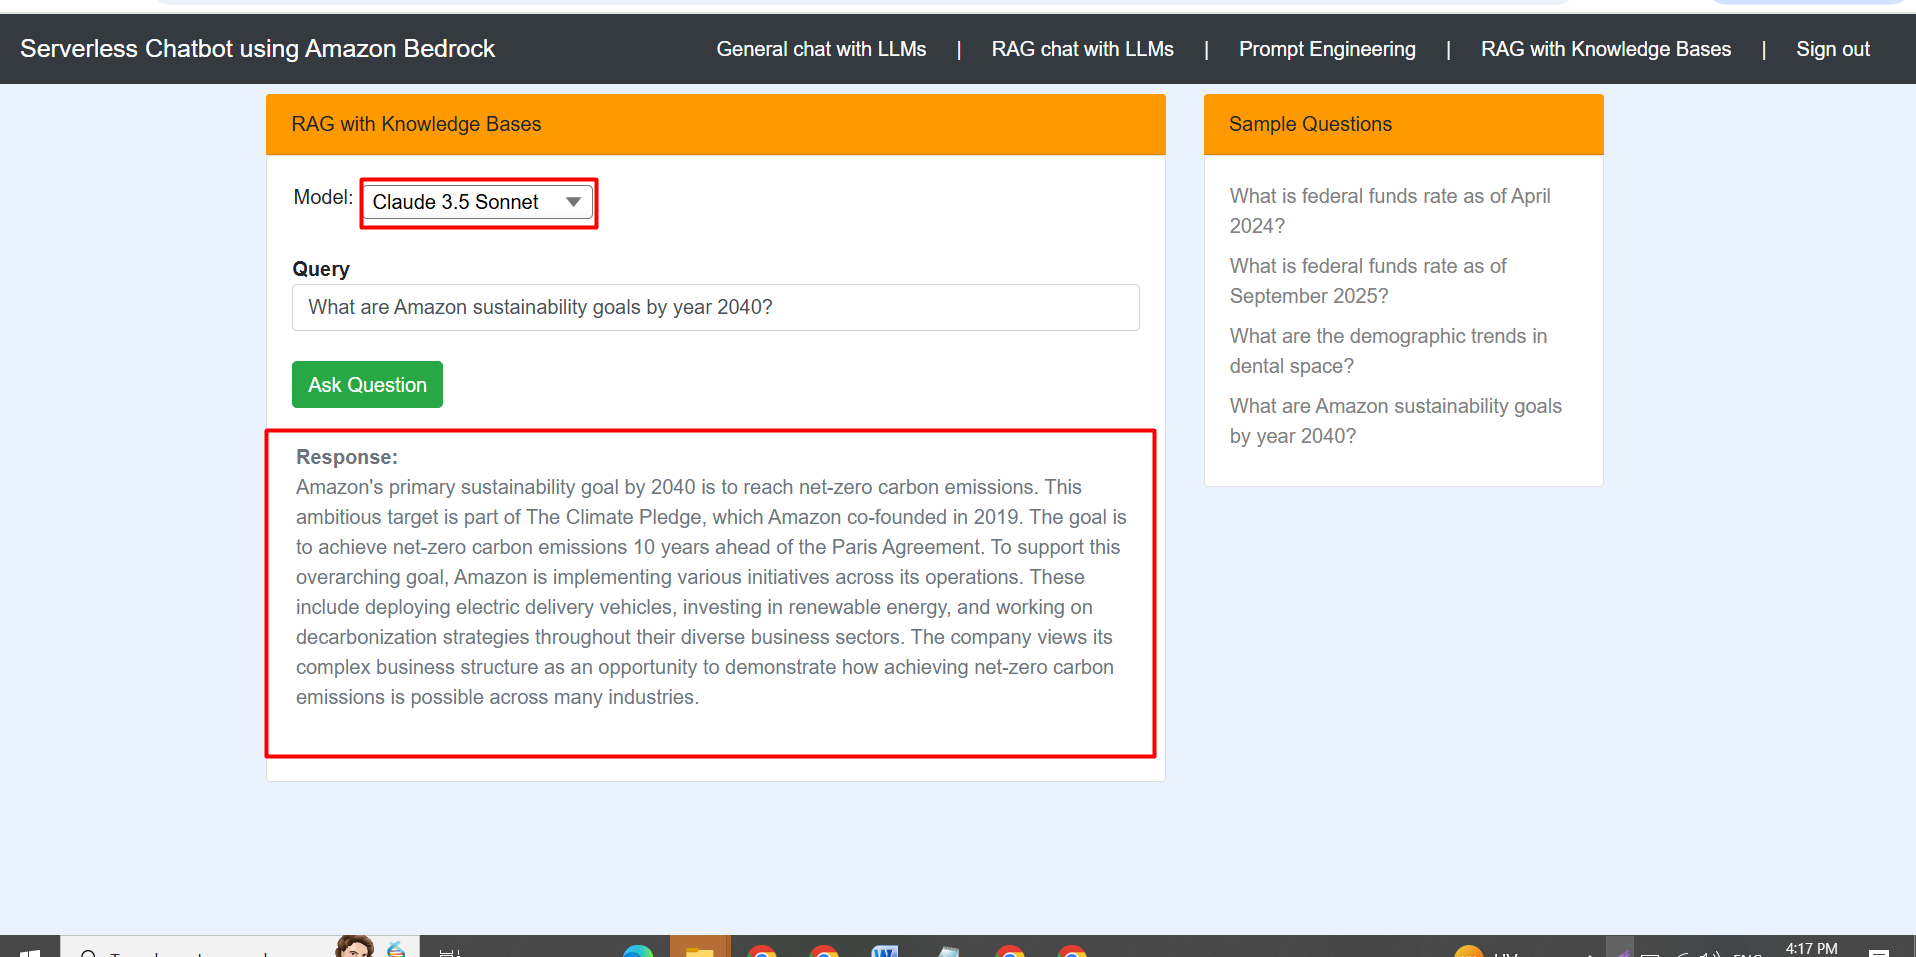 Serverless Chatbot using Amazon Bedrock
General chat with LLMs | RAG chat with LLMs | Prompt Engineering | RAG with Knowledge Bases | Sign out
RAG with Knowledge Bases
Model: Claude 3.5 Sonnet
Query
What are Amazon sustainability goals by year 2040?
Ask Question
Response:
Amazon's primary sustainability goal by 2040 is to reach net-zero carbon emissions. This
ambitious target is part of The Climate Pledge, which Amazon co-founded in 2019. The goal is
to achieve net-zero carbon emissions 10 years ahead of the Paris Agreement. To support this
overarching goal, Amazon is implementing various initiatives across its operations. These
include deploying electric delivery vehicles, investing in renewable energy, and working on
decarbonization strategies throughout their diverse business sectors. The company views its
complex business structure as an opportunity to demonstrate how achieving net-zero carbon
emissions is possible across many industries.
Sample Questions
What is federal funds rate as of April
2024?
What is federal funds rate as of
September 2025?
What are the demographic trends in
dental space?
What are Amazon sustainability goals
by year 2040?
4:17 PM